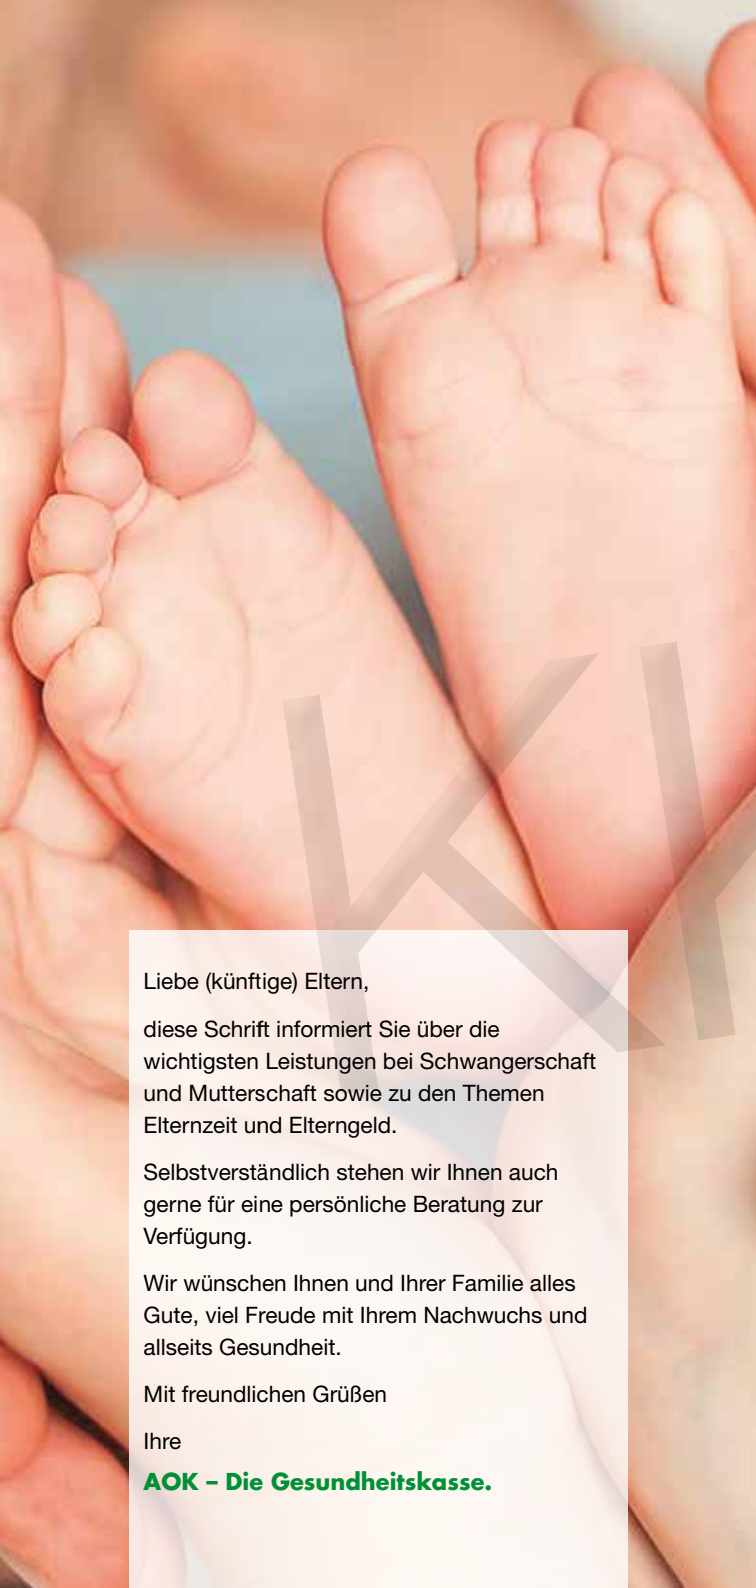 Liebe (künftige) Eltern,
diese Schrift informiert Sie über die
wichtigsten Leistungen bei Schwangerschaft
und Mutterschaft sowie zu den Themen
Elternzeit und Elterngeld.
Selbstverständlich stehen wir Ihnen auch
gerne für eine persönliche Beratung zur
Verfügung.
Wir wünschen Ihnen und Ihrer Familie alles
Gute, viel Freude mit Ihrem Nachwuchs und
allseits Gesundheit.
Mit freundlichen Grüßen
Ihre
AOK – Die Gesundheitskasse.